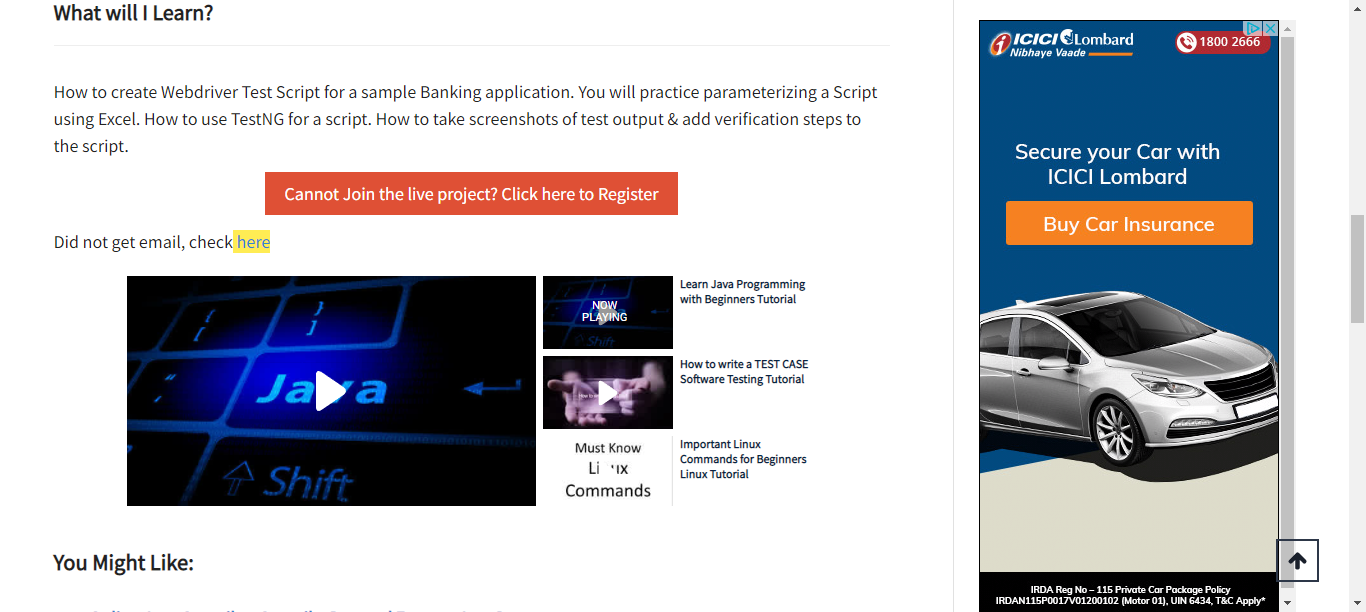 What will I Learn?
How to create Webdriver Test Script for a sample Banking application. You will practice parameterizing a Script
using Excel. How to use TestNG for a script. How to take screenshots of test output & add verification steps to
the script.
Cannot Join the live project? Click here to Register
Did not get email, check here
Java
Shift
NOW
PLAYING
Shift
Learn Java Programming
with Beginners Tutorial
How to write a TEST CASE
Software Testing Tutorial
Must Know
Commands
Important Linux
Commands for Beginners
Linux Tutorial
You Might Like:
ICICI Lombard
Nibhaye Vaade
1800 2666
Secure your Car with
ICICI Lombard
Buy Car Insurance
IRDA Reg No – 115 Private Car Package Policy
IRDAN115P0017V01200102 (Motor 01), UIN 6434, T&C Apply*